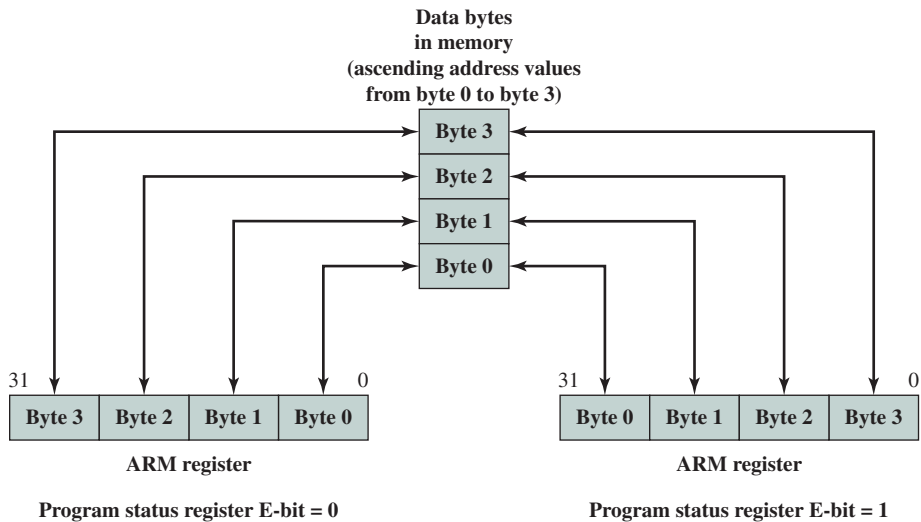 Data bytes
in memory
(ascending address values
from byte 0 to byte 3)
Byte 3
Byte 2
Byte 1
Byte 0
31 0
Byte 3 Byte 2 Byte 1 Byte 0
ARM register
Program status register E-bit = 0
31 0
Byte 0 Byte 1 Byte 2 Byte 3
ARM register
Program status register E-bit = 1